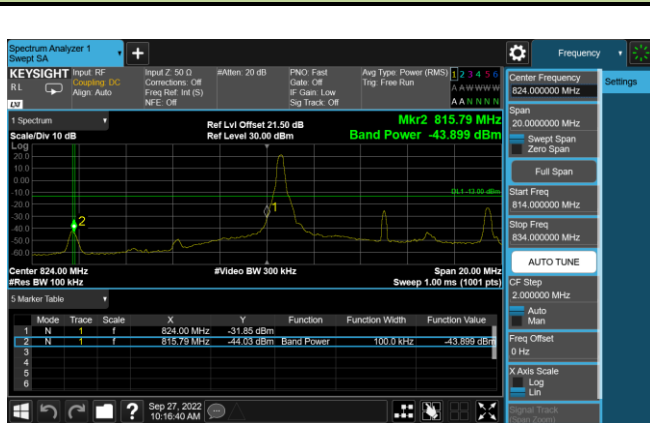 Spectrum Analyzer 1
Swept SA
Frequency
KEYSIGHT
RL
Input: RF
Coupling: DC
Align: Auto
Input Z: 50 Ω
Corrections: Off
Freq Ref: Int (S)
NFE: Off
#Atten: 20 dB
PNO: Fast
Gate: Off
IF Gain: Low
Sig Track: Off
Avg Type: Power (RMS)
Trig: Free Run
1 2 3 4 5 6
A A W W W W
A A N N N N
LXI
1 Spectrum
Scale/Div 10 dB
Ref Lvl Offset 21.50 dB
Ref Level 30.00 dBm
Mkr2 815.79 MHz
Band Power -43.899 dBm
Log
20.0
10.0
0.00
-10.0
-20.0
-30.0
-40.0
-50.0
-60.0
DL1 -13.00 dBm
1
2
Center 824.00 MHz
#Res BW 100 kHz
#Video BW 300 kHz
Span 20.00 MHz
Sweep 1.00 ms (1001 pts)
5 Marker Table
Mode Trace Scale X Y Function Function Width Function Value
1 N 1 f 824.00 MHz -31.85 dBm
2 N 1 f 815.79 MHz -44.03 dBm Band Power 100.0 kHz -43.899 dBm
3
4
5
6
Sep 27, 2022
10:16:40 AM
Center Frequency
824.000000 MHz
Settings
Span
20.0000000 MHz
Swept Span
Zero Span
Full Span
Start Freq
814.000000 MHz
Stop Freq
834.000000 MHz
AUTO TUNE
CF Step
2.000000 MHz
Auto
Man
Freq Offset
0 Hz
X Axis Scale
Log
Lin
Signal Track
(Span Zoom)